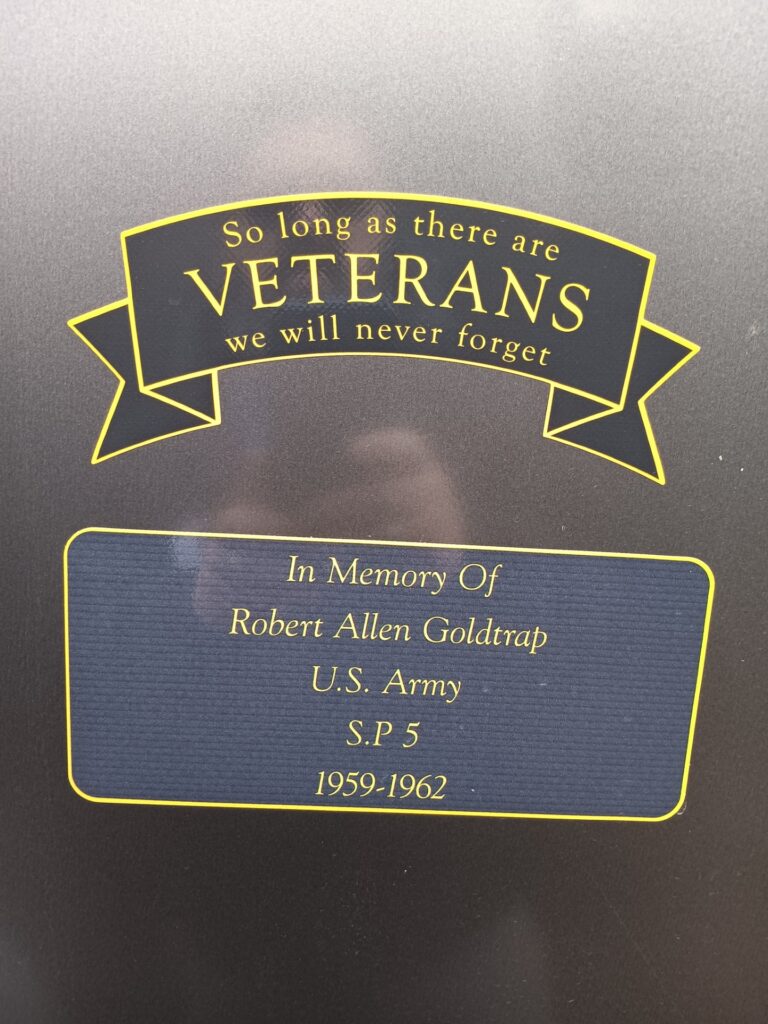 So long as there are
VETERANS
we will never forget
In Memory Of
Robert Allen Goldtrap
U.S. Army
S.P 5
1959-1962